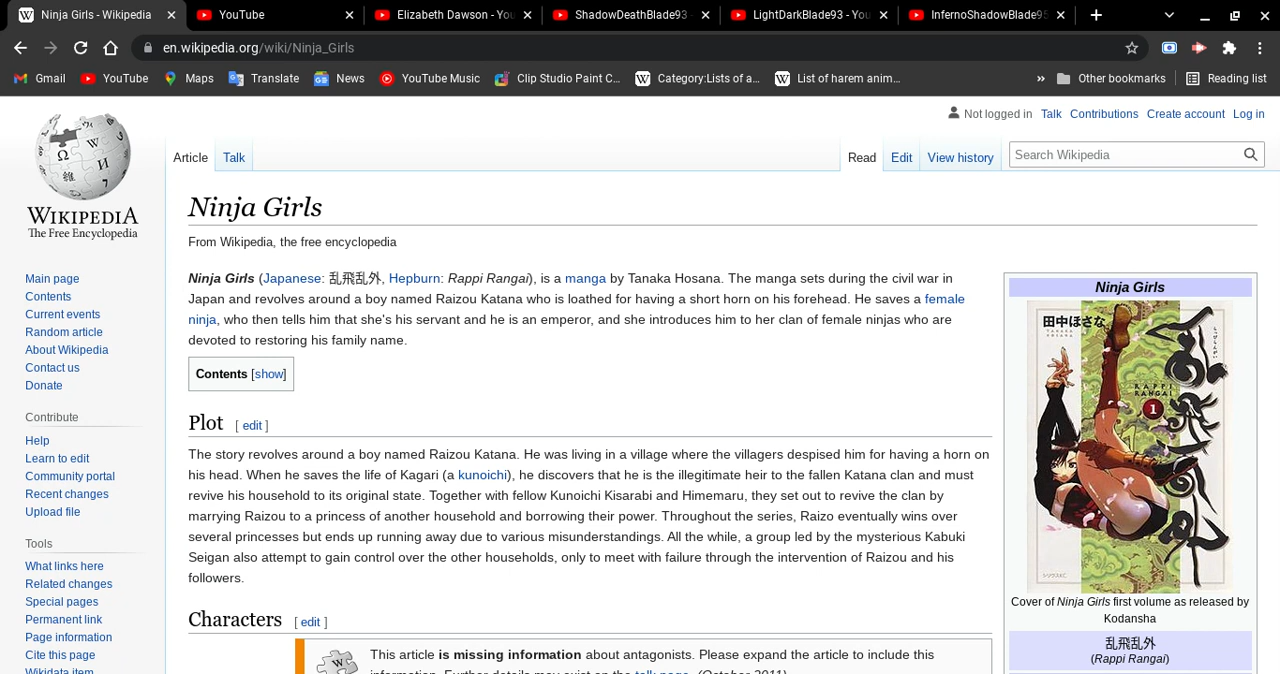 Ninja Girls - Wikipedia
YouTube
Elizabeth Dawson - You
ShadowDeathBlade93 -
LightDarkBlade93 - You
InfernoShadowBlade95
en.wikipedia.org/wiki/Ninja_Girls
Gmail
YouTube
Maps
Translate
News
YouTube Music
Clip Studio Paint C...
Category:Lists of a...
List of harem anim...
»
Other bookmarks
Reading list
Not logged in Talk Contributions Create account Log in
Article Talk
Read Edit View history
Search Wikipedia
WIKIPEDIA
The Free Encyclopedia
Main page
Contents
Current events
Random article
About Wikipedia
Contact us
Donate
Contribute
Help
Learn to edit
Community portal
Recent changes
Upload file
Tools
What links here
Related changes
Special pages
Permanent link
Page information
Cite this page
Wikidata item
Ninja Girls
From Wikipedia, the free encyclopedia
Ninja Girls (Japanese: 乱飛乱外, Hepburn: Rappi Rangai), is a manga by Tanaka Hosana. The manga sets during the civil war in
Japan and revolves around a boy named Raizou Katana who is loathed for having a short horn on his forehead. He saves a female
ninja, who then tells him that she's his servant and he is an emperor, and she introduces him to her clan of female ninjas who are
devoted to restoring his family name.
Contents [show]
Plot [ edit ]
The story revolves around a boy named Raizou Katana. He was living in a village where the villagers despised him for having a horn on
his head. When he saves the life of Kagari (a kunoichi), he discovers that he is the illegitimate heir to the fallen Katana clan and must
revive his household to its original state. Together with fellow Kunoichi Kisarabi and Himemaru, they set out to revive the clan by
marrying Raizou to a princess of another household and borrowing their power. Throughout the series, Raizo eventually wins over
several princesses but ends up running away due to various misunderstandings. All the while, a group led by the mysterious Kabuki
Seigan also attempt to gain control over the other households, only to meet with failure through the intervention of Raizou and his
followers.
Characters [ edit ]
This article is missing information about antagonists. Please expand the article to include this
information. Further details may exist on the talk page. (October 2011)
Ninja Girls
田中ほさな
乱飛乱外
RAPPI
RANGAI
1
Cover of Ninja Girls first volume as released by
Kodansha
乱飛乱外
(Rappi Rangai)